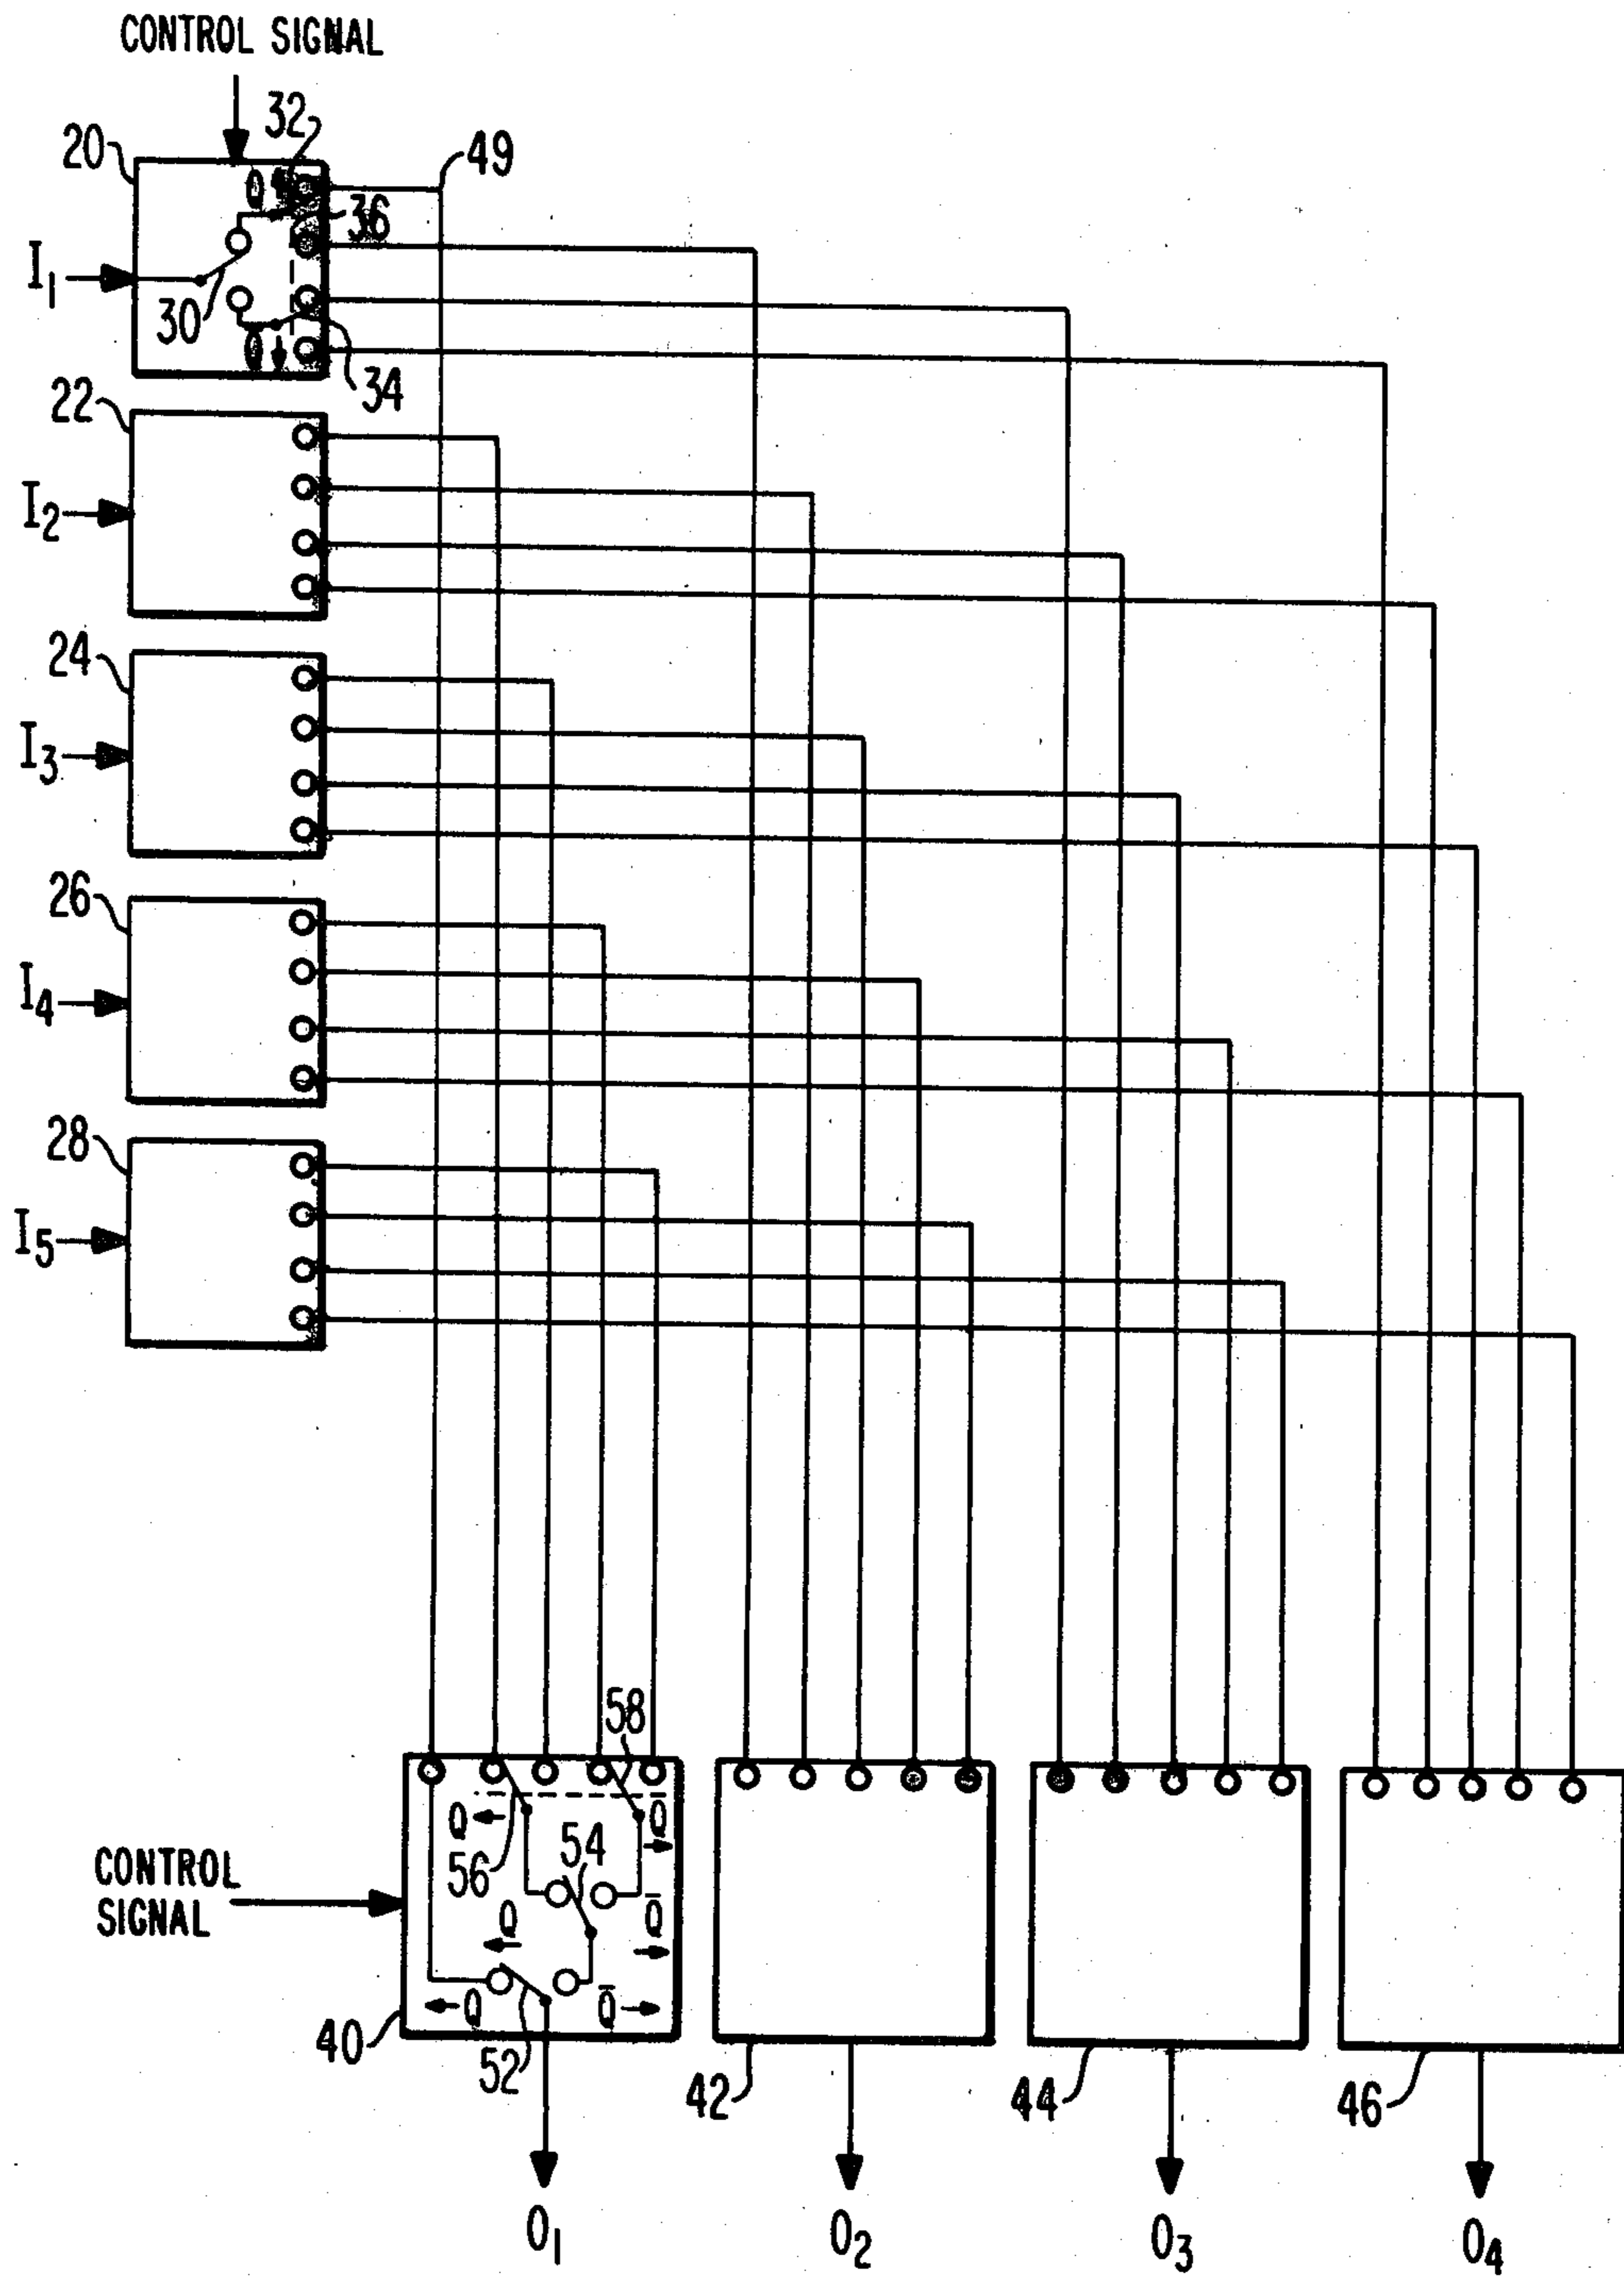 CONTROL SIGNAL
32
20
49
Q
36
I1
30
Q
34
22
I2
24
I3
26
I4
28
I5
58
Q
Q
56
54
CONTROL
SIGNAL
Q
Q̄
Q
Q̄
40
52
42
44
46
O1
O2
O3
O4